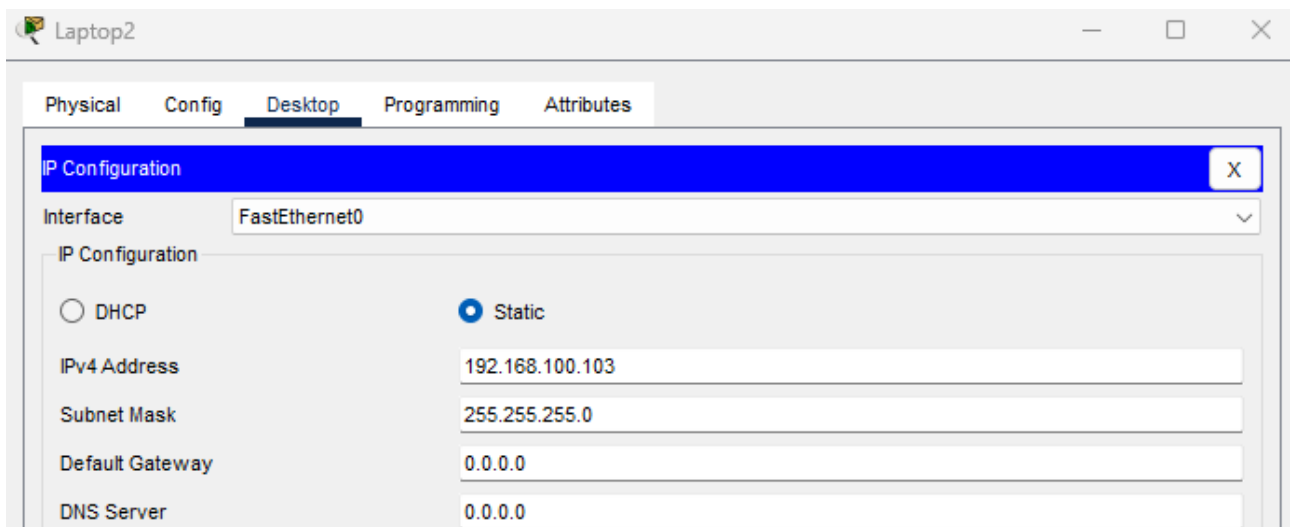 Laptop2
Physical Config Desktop Programming Attributes
IP Configuration X
Interface FastEthernet0
IP Configuration
DHCP Static
IPv4 Address 192.168.100.103
Subnet Mask 255.255.255.0
Default Gateway 0.0.0.0
DNS Server 0.0.0.0